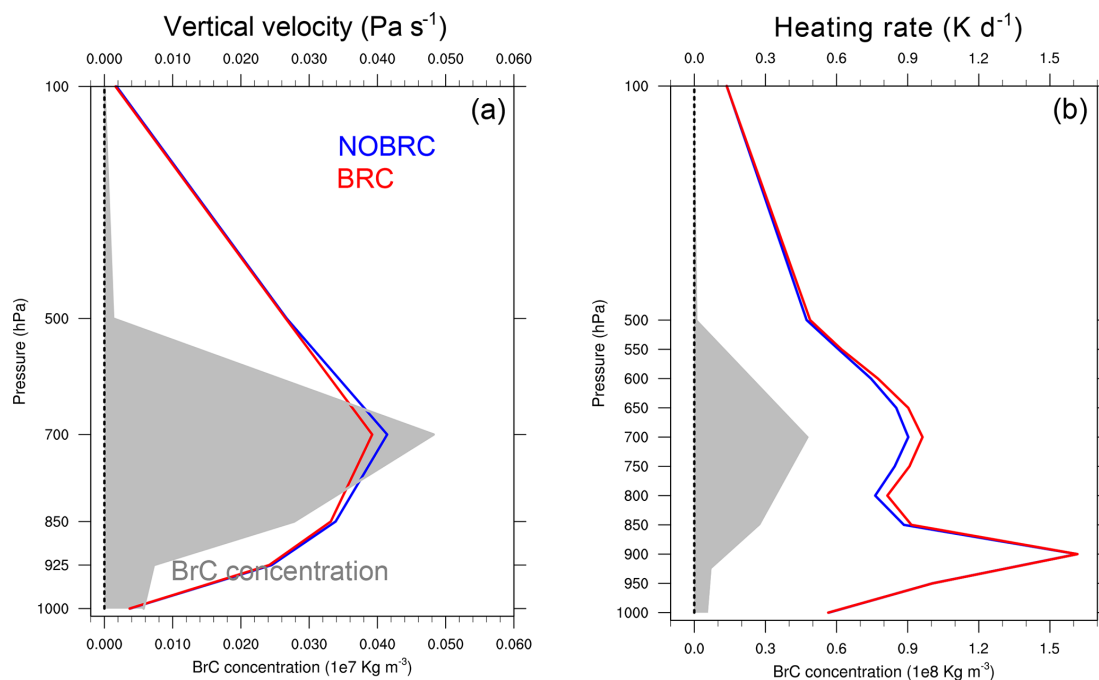 Vertical velocity (Pa s⁻¹)
0.000 0.010 0.020 0.030 0.040 0.050 0.060
100
500
700
850
925
1000
Pressure (hPa)
(a)
NOBRC
BRC
BrC concentration
0.000 0.010 0.020 0.030 0.040 0.050 0.060
BrC concentration (1e7 Kg m⁻³)
Heating rate (K d⁻¹)
0.0 0.3 0.6 0.9 1.2 1.5
100
500
550
600
650
700
750
800
850
900
950
1000
Pressure (hPa)
(b)
0.0 0.3 0.6 0.9 1.2 1.5
BrC concentration (1e8 Kg m⁻³)